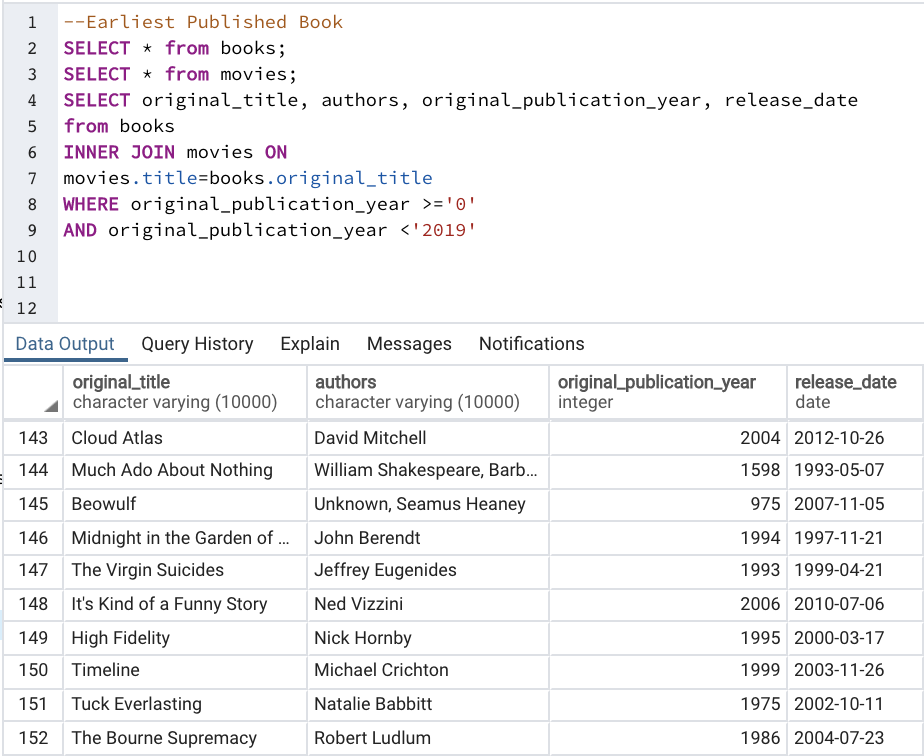 1 --Earliest Published Book
2 SELECT * from books;
3 SELECT * from movies;
4 SELECT original_title, authors, original_publication_year, release_date
5 from books
6 INNER JOIN movies ON
7 movies.title=books.original_title
8 WHERE original_publication_year >='0'
9 AND original_publication_year <'2019'
10
11
12
Data Output Query History Explain Messages Notifications
original_title authors original_publication_year release_date
character varying (10000) character varying (10000) integer date
143 Cloud Atlas David Mitchell 2004 2012-10-26
144 Much Ado About Nothing William Shakespeare, Barb... 1598 1993-05-07
145 Beowulf Unknown, Seamus Heaney 975 2007-11-05
146 Midnight in the Garden of ... John Berendt 1994 1997-11-21
147 The Virgin Suicides Jeffrey Eugenides 1993 1999-04-21
148 It's Kind of a Funny Story Ned Vizzini 2006 2010-07-06
149 High Fidelity Nick Hornby 1995 2000-03-17
150 Timeline Michael Crichton 1999 2003-11-26
151 Tuck Everlasting Natalie Babbitt 1975 2002-10-11
152 The Bourne Supremacy Robert Ludlum 1986 2004-07-23